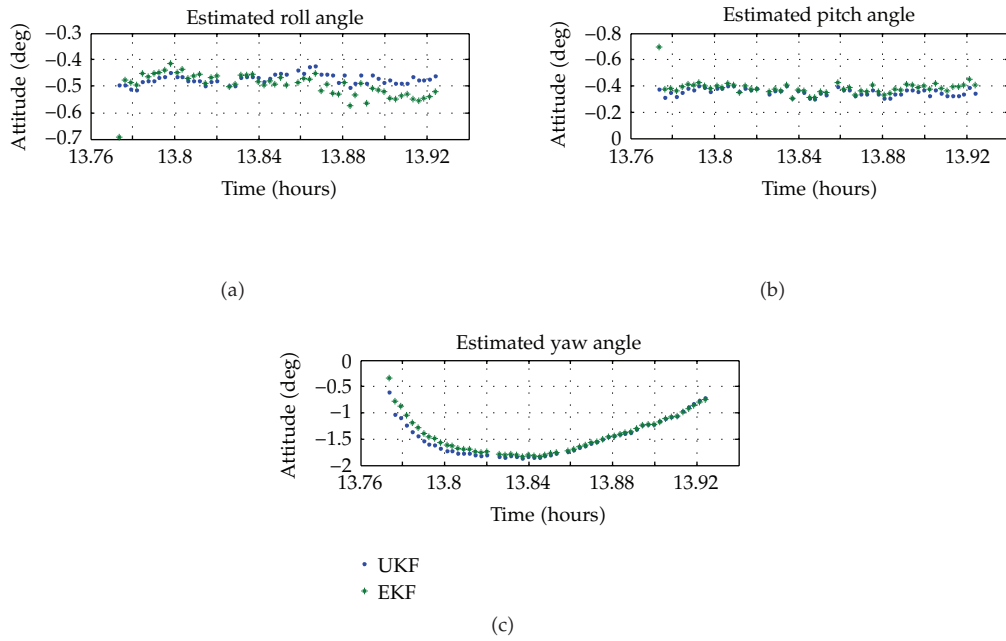 Estimated roll angle
−0.3
−0.4
−0.5
−0.6
−0.7
Attitude (deg)
13.76
13.8
13.84
13.88
13.92
Time (hours)
(a)
Estimated pitch angle
−0.8
−0.6
−0.4
−0.2
0
Attitude (deg)
13.76
13.8
13.84
13.88
13.92
Time (hours)
(b)
Estimated yaw angle
0
−0.5
−1
−1.5
−2
Attitude (deg)
13.76
13.8
13.84
13.88
13.92
Time (hours)
UKF
EKF
(c)